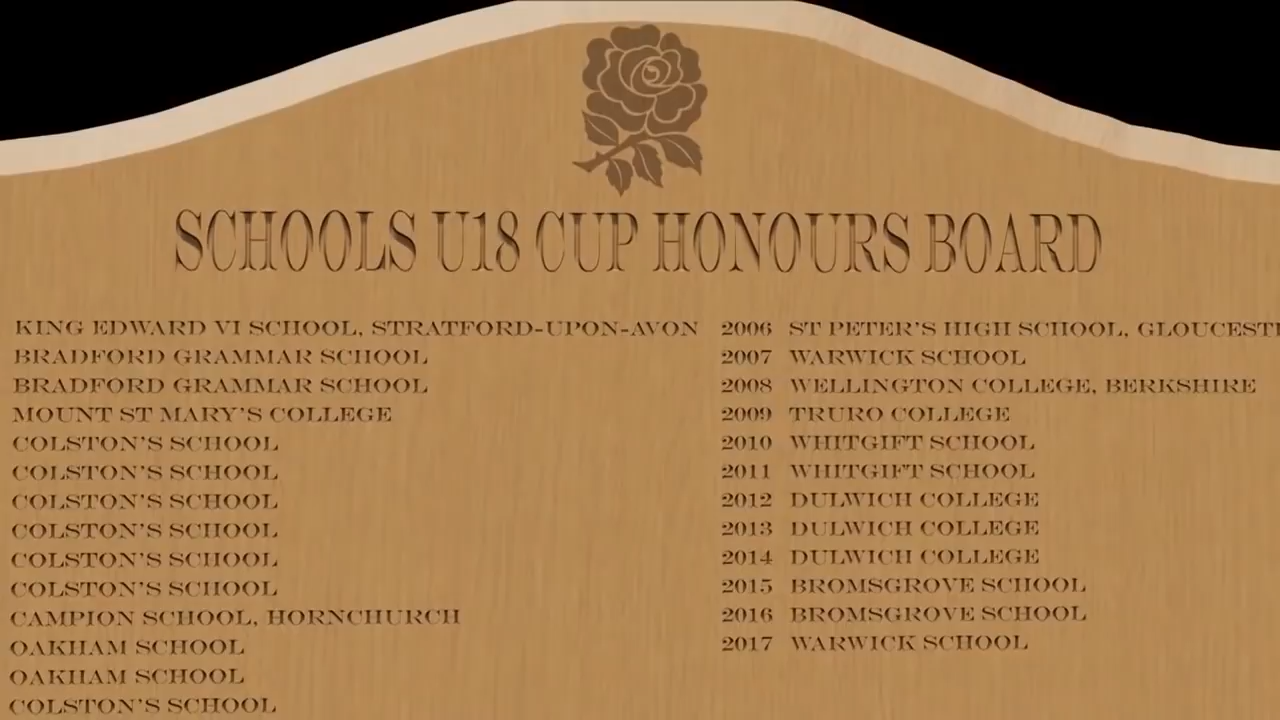 SCHOOLS U18 CUP HONOURS BOARD
KING EDWARD VI SCHOOL, STRATFORD-UPON-AVON
BRADFORD GRAMMAR SCHOOL
BRADFORD GRAMMAR SCHOOL
MOUNT ST MARY'S COLLEGE
COLSTON'S SCHOOL
COLSTON'S SCHOOL
COLSTON'S SCHOOL
COLSTON'S SCHOOL
COLSTON'S SCHOOL
COLSTON'S SCHOOL
CAMPION SCHOOL, HORNCHURCH
OAKHAM SCHOOL
OAKHAM SCHOOL
COLSTON'S SCHOOL
2006 ST PETER'S HIGH SCHOOL,
2007 WARWICK SCHOOL
2008 WELLINGTON COLLEGE, BERKSHIRE
2009 TRURO COLLEGE
2010 WHITGIFT SCHOOL
2011 WHITGIFT SCHOOL
2012 DULWICH COLLEGE
2013 DULWICH COLLEGE
2014 DULWICH COLLEGE
2015 BROMSGROVE SCHOOL
2016 BROMSGROVE SCHOOL
2017 WARWICK SCHOOL